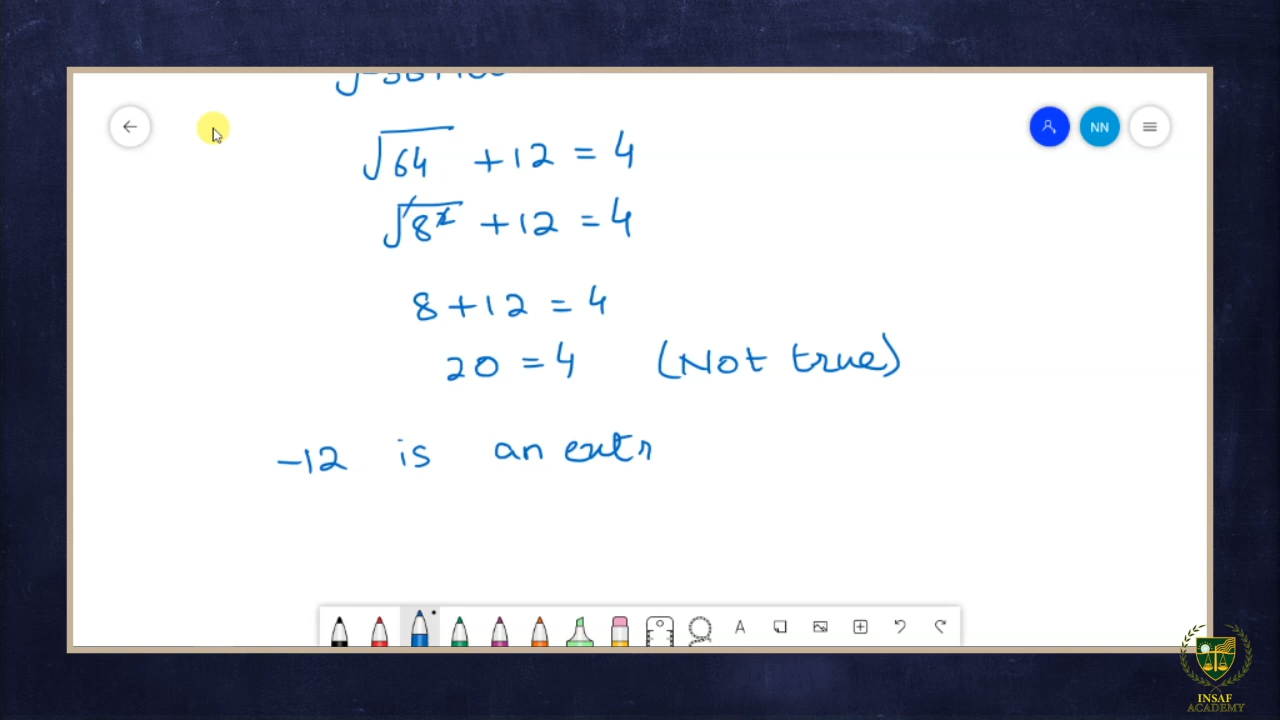 √64 + 12 = 4
√8² + 12 = 4
8 + 12 = 4
20 = 4 (Not true)
-12 is an extr
NN
A
INSAF
ACADEMY